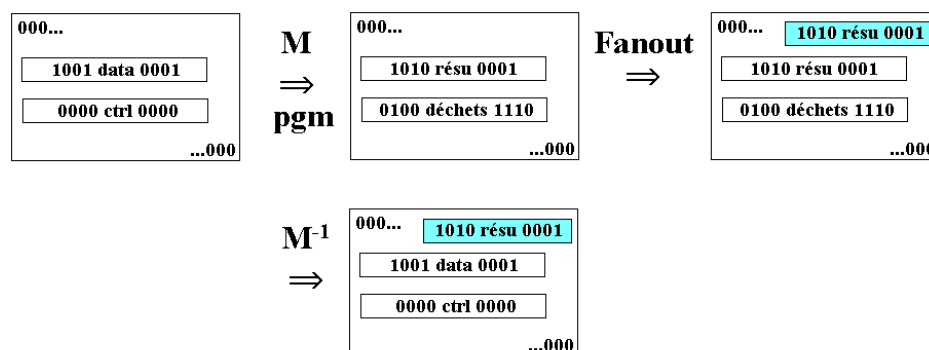 000...
1001 data 0001
0000 ctrl 0000
...000
M
⇒
pgm
000...
1010 résu 0001
0100 déchets 1110
...000
Fanout
⇒
000...
1010 résu 0001
1010 résu 0001
0100 déchets 1110
...000
M-1
⇒
000...
1010 résu 0001
1001 data 0001
0000 ctrl 0000
...000